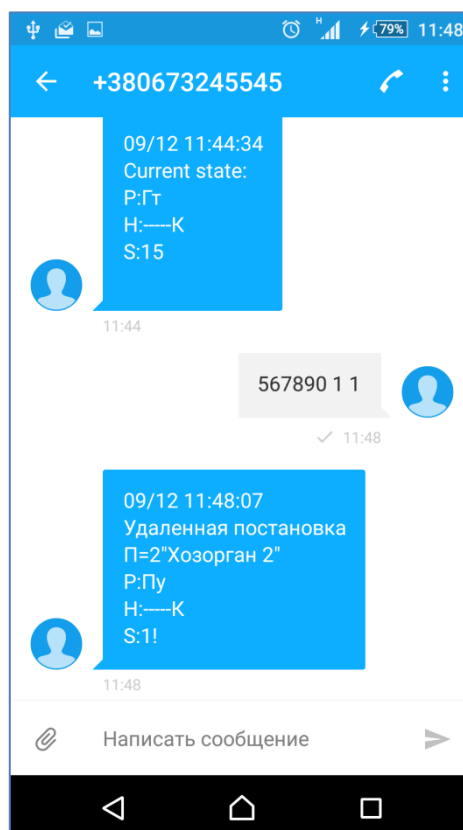 H
79%
11:48
+380673245545
09/12 11:44:34
Current state:
Р:Гт
Н:-----К
S:15
11:44
567890 1 1
11:48
09/12 11:48:07
Удаленная постановка
П=2"Хозорган 2"
Р:Пу
Н:-----К
S:1!
11:48
Написать сообщение